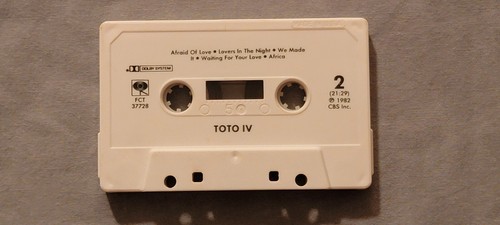 Afraid Of Love • Lovers In The Night • We Made
It • Waiting For Your Love • Africa
DOLBY SYSTEM
2
FCT
37728
(21:29)
℗ 1982
CBS Inc.
50
TOTO IV